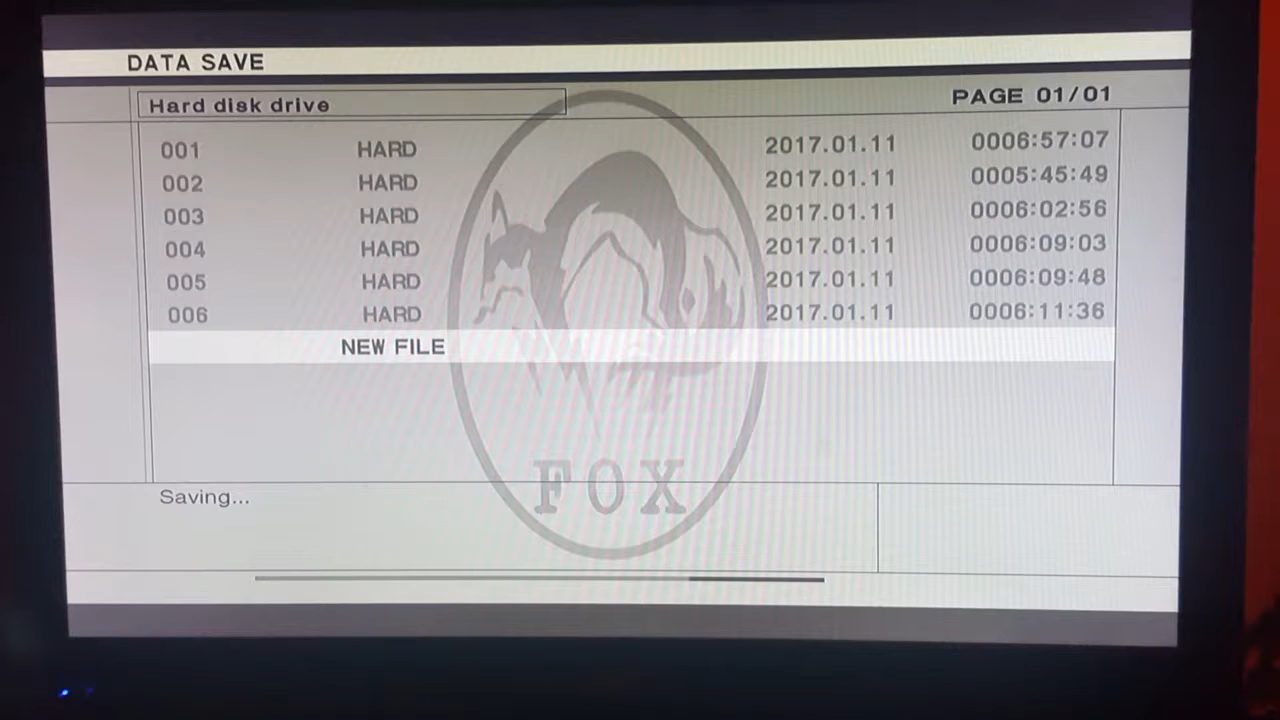 DATA SAVE
Hard disk drive PAGE 01/01
001 HARD 2017.01.11 0006:57:07
002 HARD 2017.01.11 0005:45:49
003 HARD 2017.01.11 0006:02:56
004 HARD 2017.01.11 0006:09:03
005 HARD 2017.01.11 0006:09:48
006 HARD 2017.01.11 0006:11:36
NEW FILE
FOX
Saving...